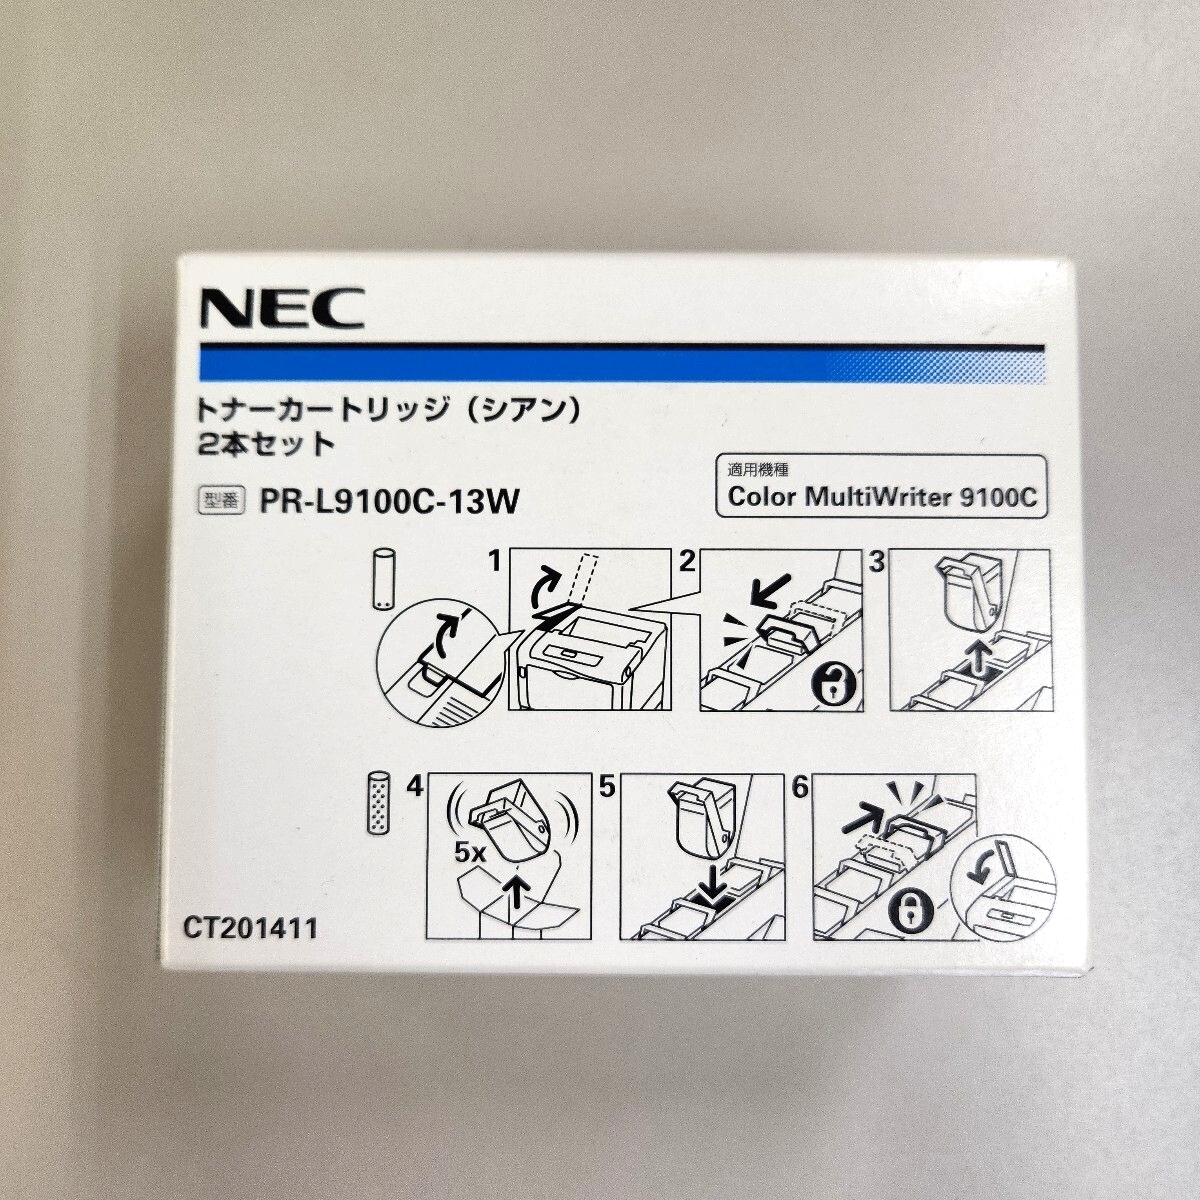 NEC
トナーカートリッジ（シアン）
2本セット
型番 PR-L9100C-13W
適用機種
Color MultiWriter 9100C
1
2
3
4
5x
5
6
CT201411